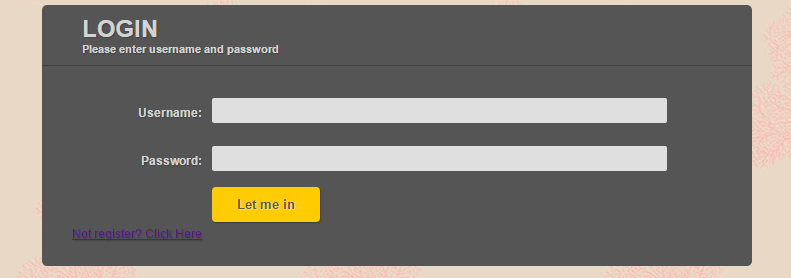 LOGIN
Please enter username and password
Username:
Password:
Let me in
Not register? Click Here